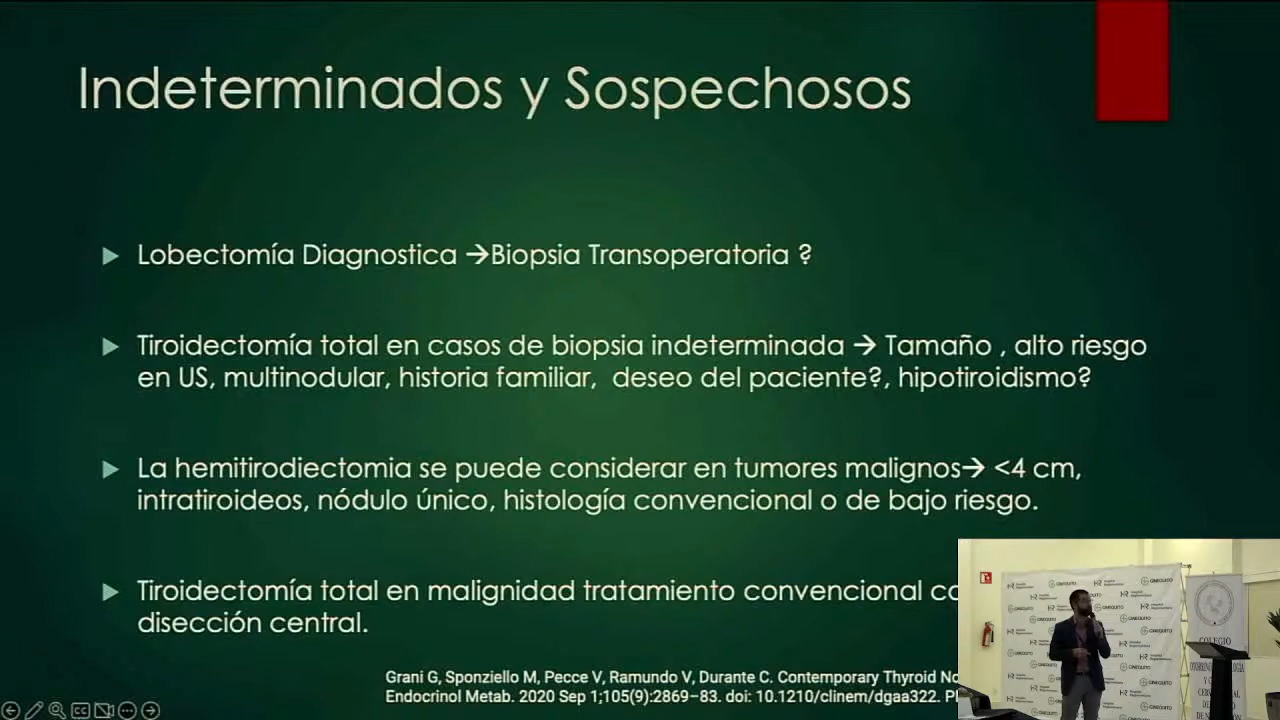 Indeterminados y Sospechosos
Lobectomía Diagnostica →Biopsia Transoperatoria ?
Tiroidectomía total en casos de biopsia indeterminada → Tamaño , alto riesgo
en US, multinodular, historia familiar, deseo del paciente?, hipotiroidismo?
La hemitirodiectomia se puede considerar en tumores malignos→ <4 cm,
intratiroideos, nódulo único, histología convencional o de bajo riesgo.
Tiroidectomía total en malignidad tratamiento convencional
disección central.
Grani G, Sponziello M, Pecce V, Ramundo V, Durante C. Contemporary Thyroid
Endocrinol Metab. 2020 Sep 1;105(9):2869–83. doi: 10.1210/clinem/dgaa322.
GINEQUITO
COLEGIO